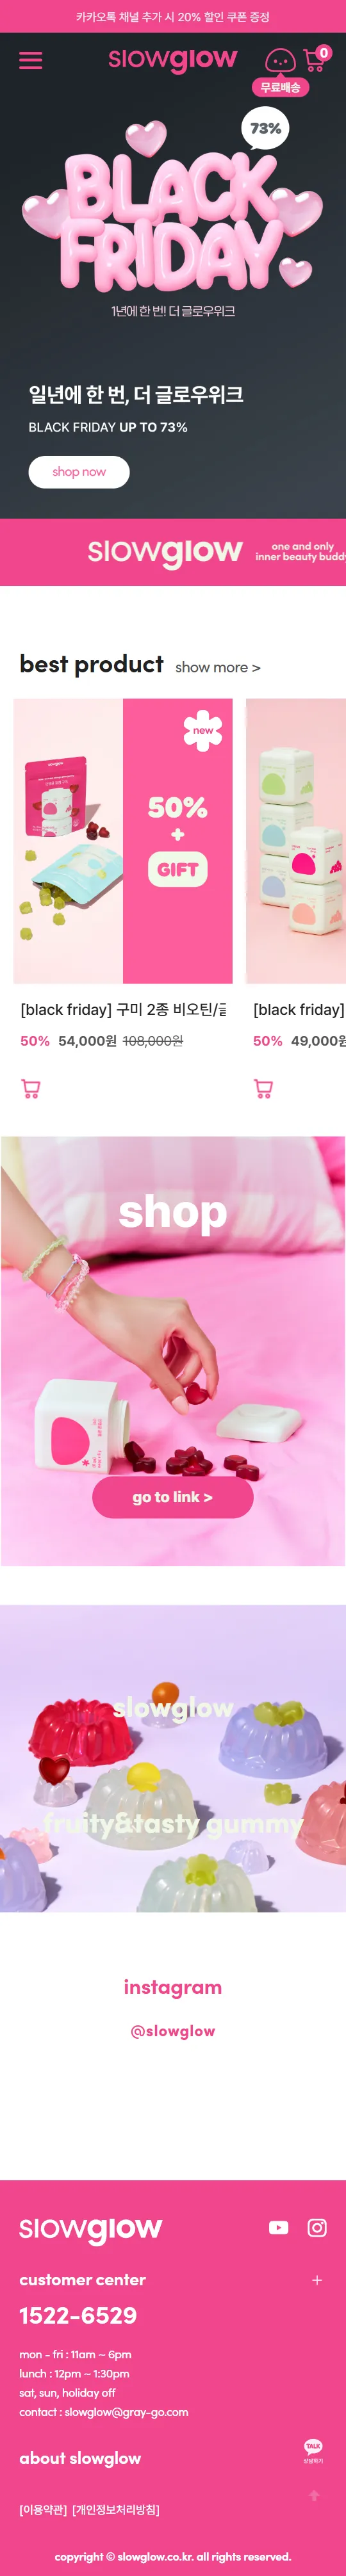 카카오톡 채널 추가 시 20% 할인 쿠폰 증정
slowglow
0
무료배송
73%
BLACK
FRIDAY
1년에 한 번! 더 글로우위크
일년에 한 번, 더 글로우위크
BLACK FRIDAY UP TO 73%
shop now
slowglow
one and only
inner beauty buddy
best product show more >
new
50%
+
GIFT
[black friday] 구미 2종 비오틴/글
[black friday]
50% 54,000원 108,000원
50% 49,000원
shop
go to link >
slowglow
fruity&tasty gummy
instagram
@slowglow
slowglow
customer center +
1522-6529
mon - fri : 11am ~ 6pm
lunch : 12pm ~ 1:30pm
sat, sun, holiday off
contact : slowglow@gray-go.com
TALK
상담하기
about slowglow
[이용약관] [개인정보처리방침]
copyright © slowglow.co.kr. all rights reserved.